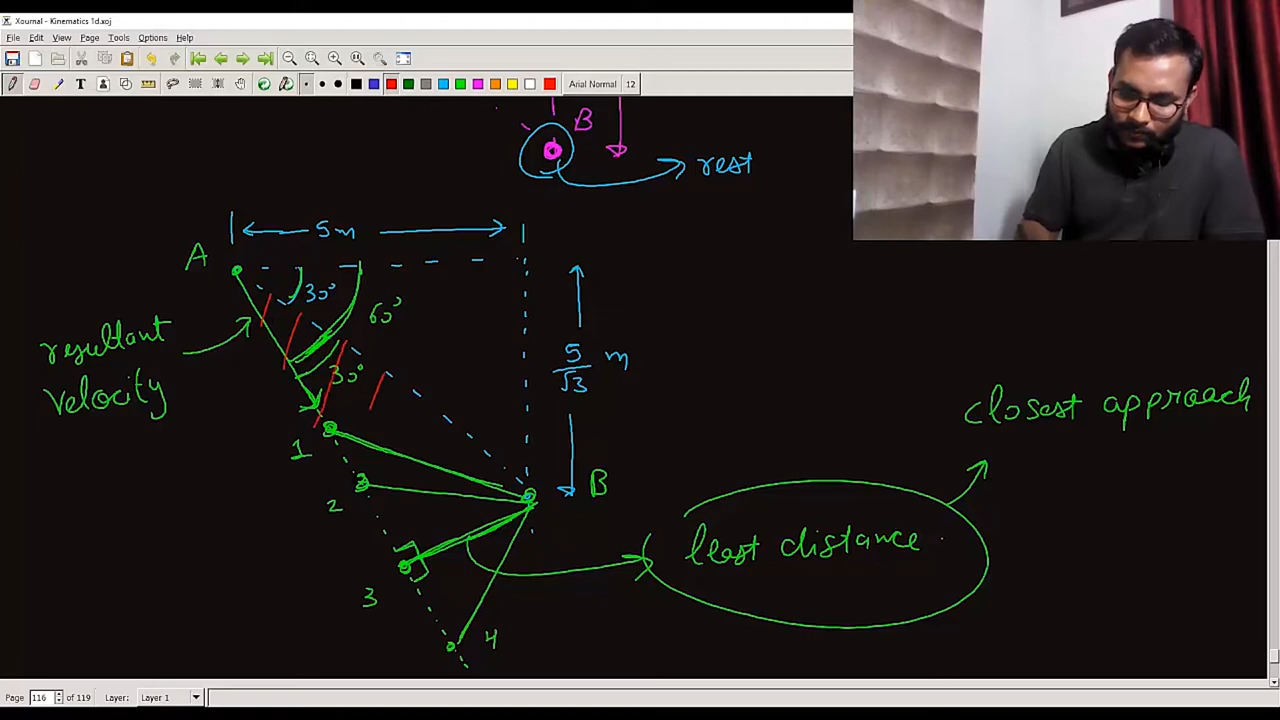 Xournal - Kinematics 1d.xoj
File Edit View Page Tools Options Help
Arial Normal 12
B
rest
5m
A
30°
60°
30°
resultant
velocity
5/√3 m
closest approach
1
2
B
least distance
3
4
Page 116 of 119 Layer: Layer 1